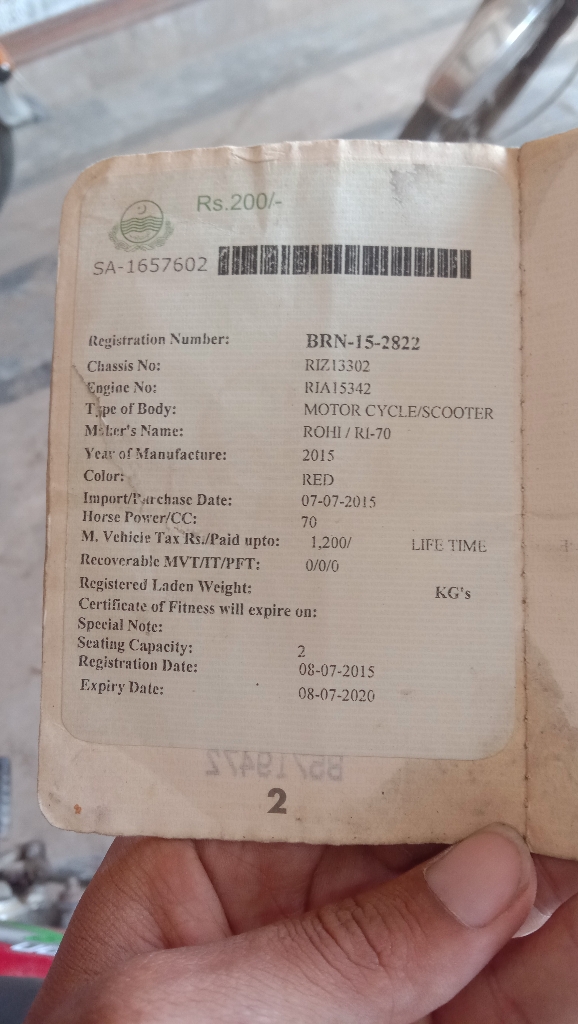 Rs.200/-
SA-1657602
Registration Number: BRN-15-2822
Chassis No: RIZ13302
Engine No: RIA15342
Type of Body: MOTOR CYCLE/SCOOTER
Maker's Name: ROHI / RI-70
Year of Manufacture: 2015
Color: RED
Import/Purchase Date: 07-07-2015
Horse Power/CC: 70
M. Vehicle Tax Rs./Paid upto: 1,200/ LIFE TIME
Recoverable MVT/IT/PFT: 0/0/0
Registered Laden Weight: KG's
Certificate of Fitness will expire on:
Special Note:
Seating Capacity: 2
Registration Date: 08-07-2015
Expiry Date: 08-07-2020
2